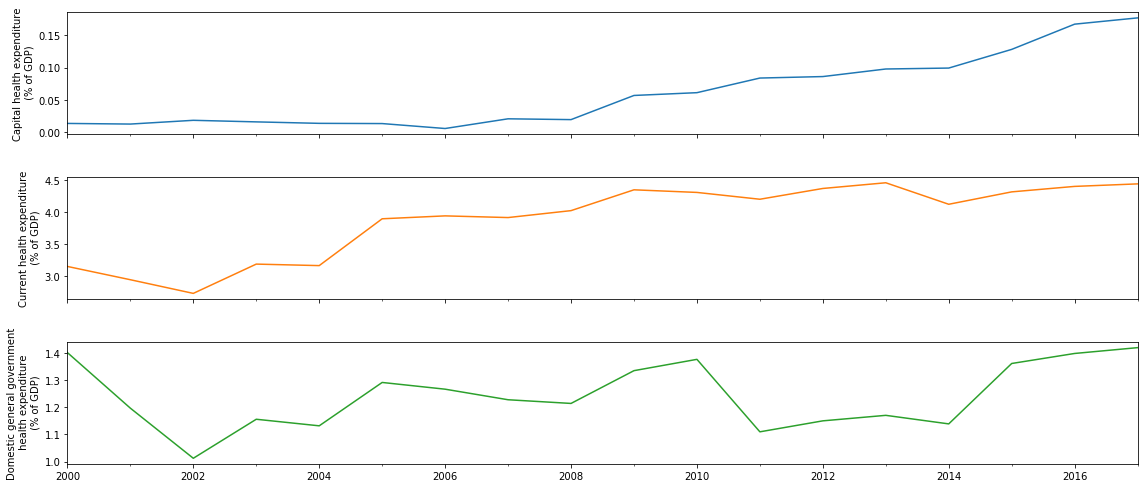 Capital health expenditure
(% of GDP)
0.15
0.10
0.05
0.00
Current health expenditure
(% of GDP)
4.5
4.0
3.5
3.0
Domestic general government
health expenditure
(% of GDP)
1.4
1.3
1.2
1.1
1.0
2000 2002 2004 2006 2008 2010 2012 2014 2016